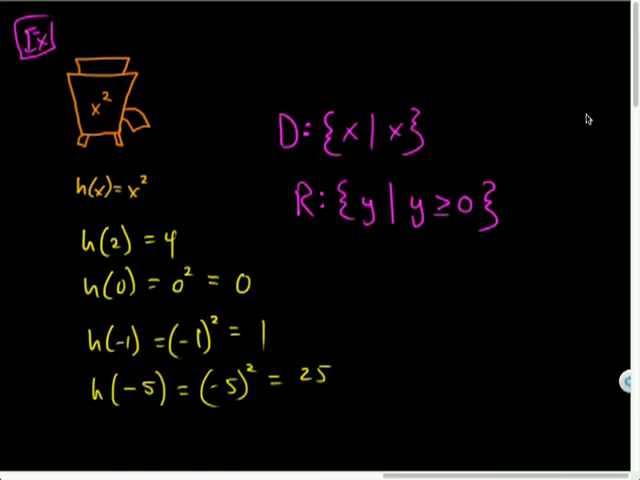 Ex
x²
D: {x | x}
h(x) = x²
R: {y | y ≥ 0}
h(2) = 4
h(0) = 0² = 0
h(-1) = (-1)² = 1
h(-5) = (-5)² = 25